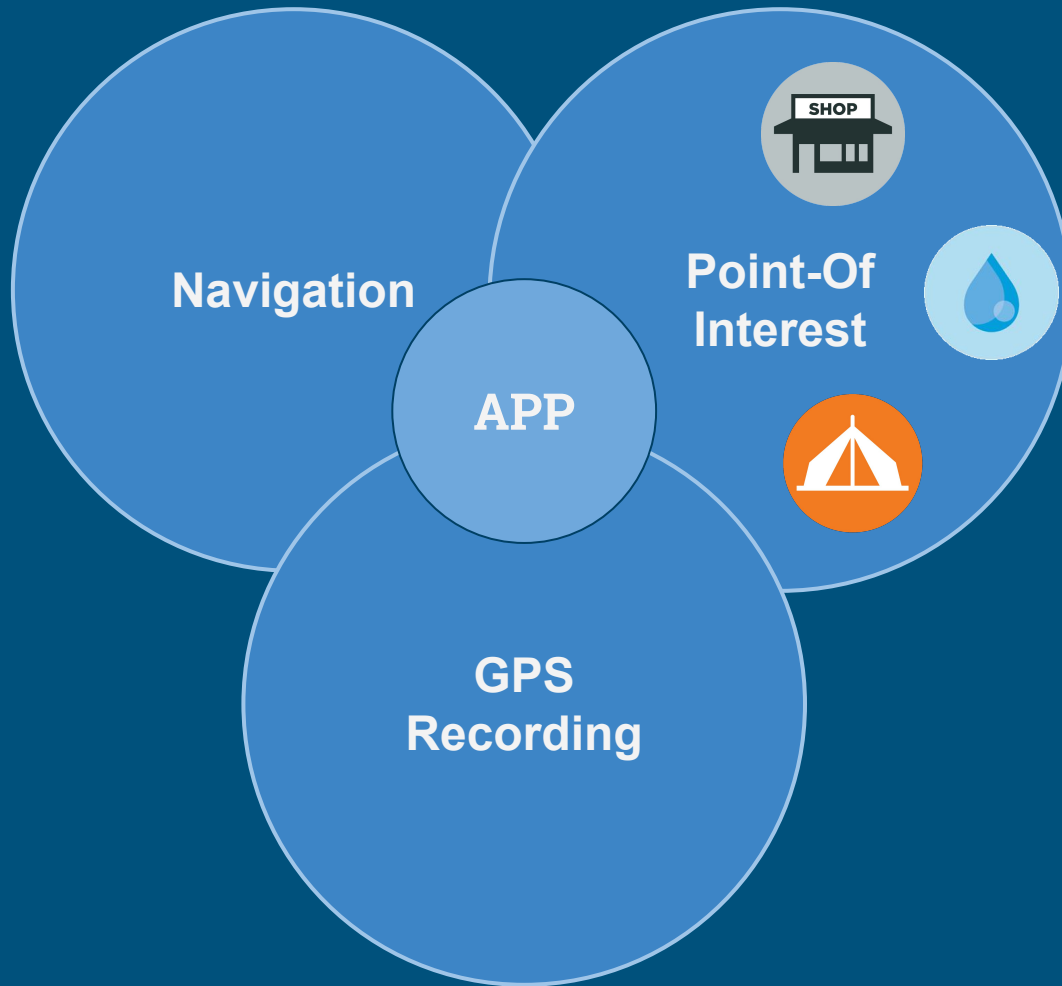 SHOP
Navigation
Point-Of
Interest
APP
GPS
Recording